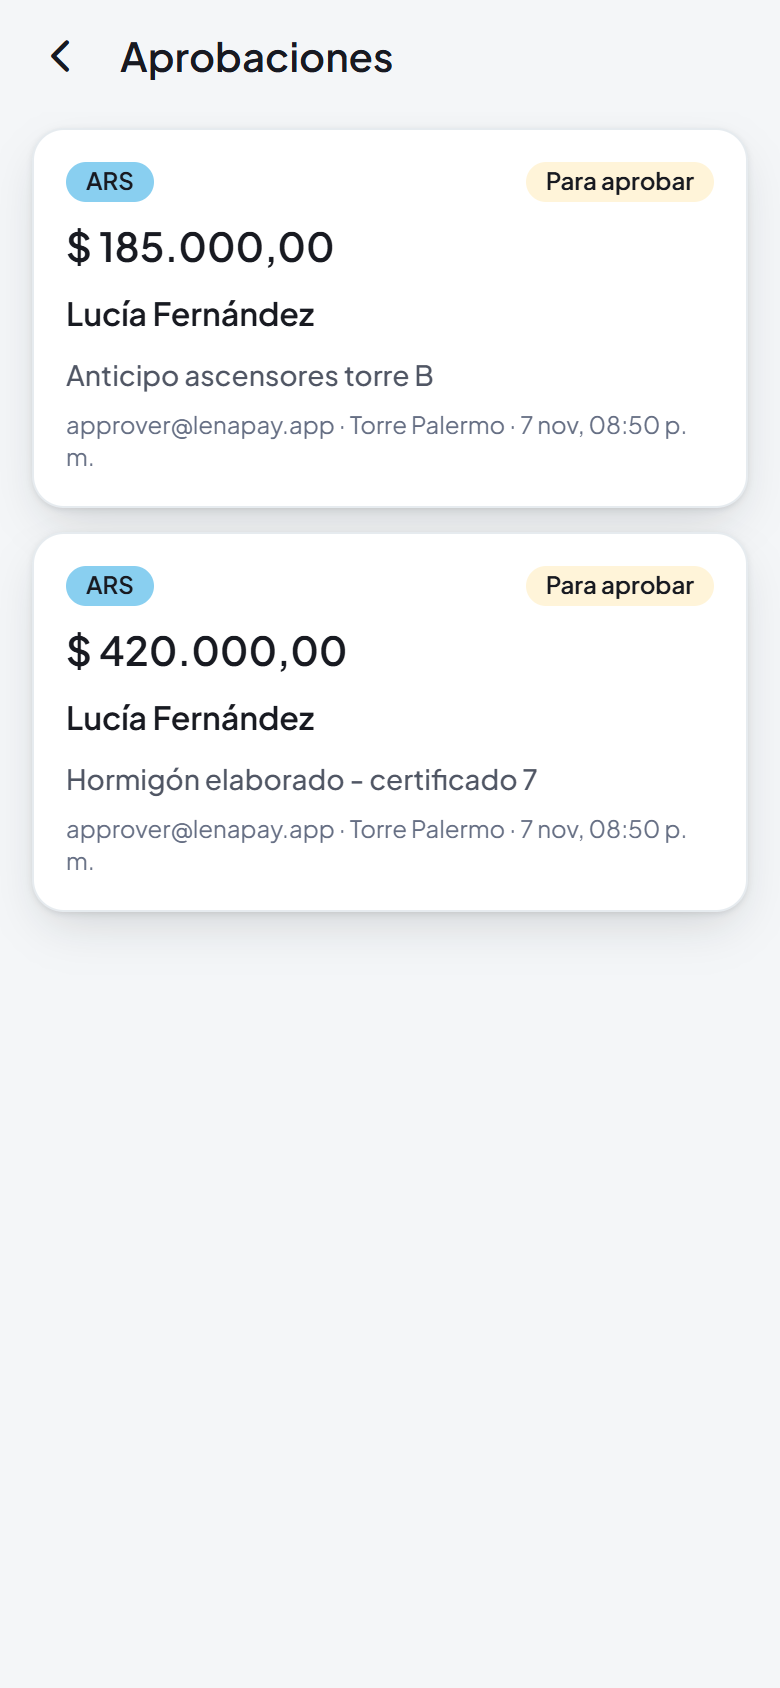 Aprobaciones
ARS
Para aprobar
$ 185.000,00
Lucía Fernández
Anticipo ascensores torre B
approver@lenapay.app · Torre Palermo · 7 nov, 08:50 p.
m.
ARS
Para aprobar
$ 420.000,00
Lucía Fernández
Hormigón elaborado - certificado 7
approver@lenapay.app · Torre Palermo · 7 nov, 08:50 p.
m.